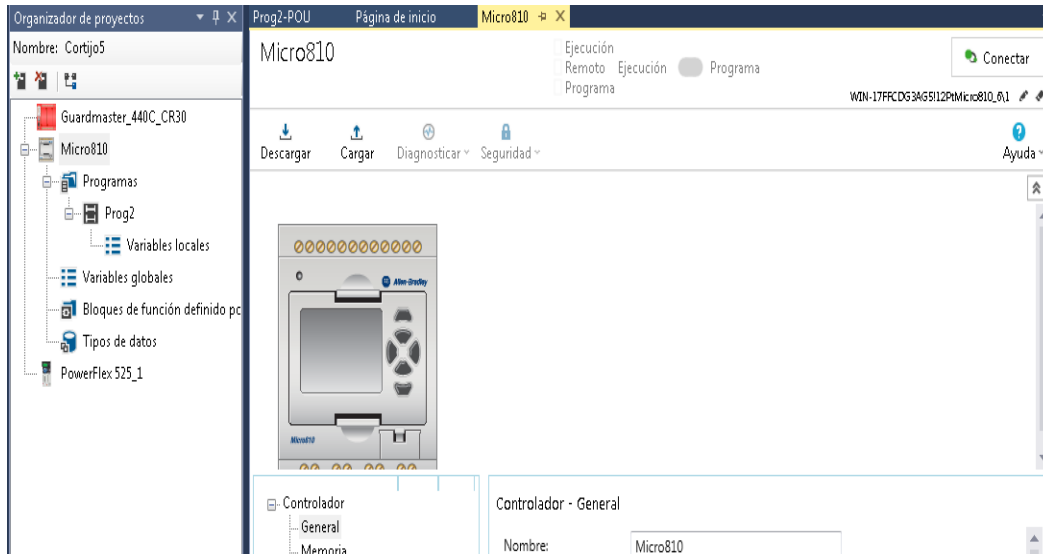 Organizador de proyectos
Nombre: Cortijo5
Guardmaster_440C_CR30
Micro810
Programas
Prog2
Variables locales
Variables globales
Bloques de función definido po
Tipos de datos
PowerFlex 525_1
Prog2-POU Página de inicio Micro810
Micro810
Ejecución
Remoto Ejecución Programa
Programa
Conectar
WIN-17FFCDG3AG5!12PtMicro810_6\1
Descargar Cargar Diagnosticar Seguridad Ayuda
Allen-Bradley
Micro810
Controlador
General
Memoria
Controlador - General
Nombre: Micro810